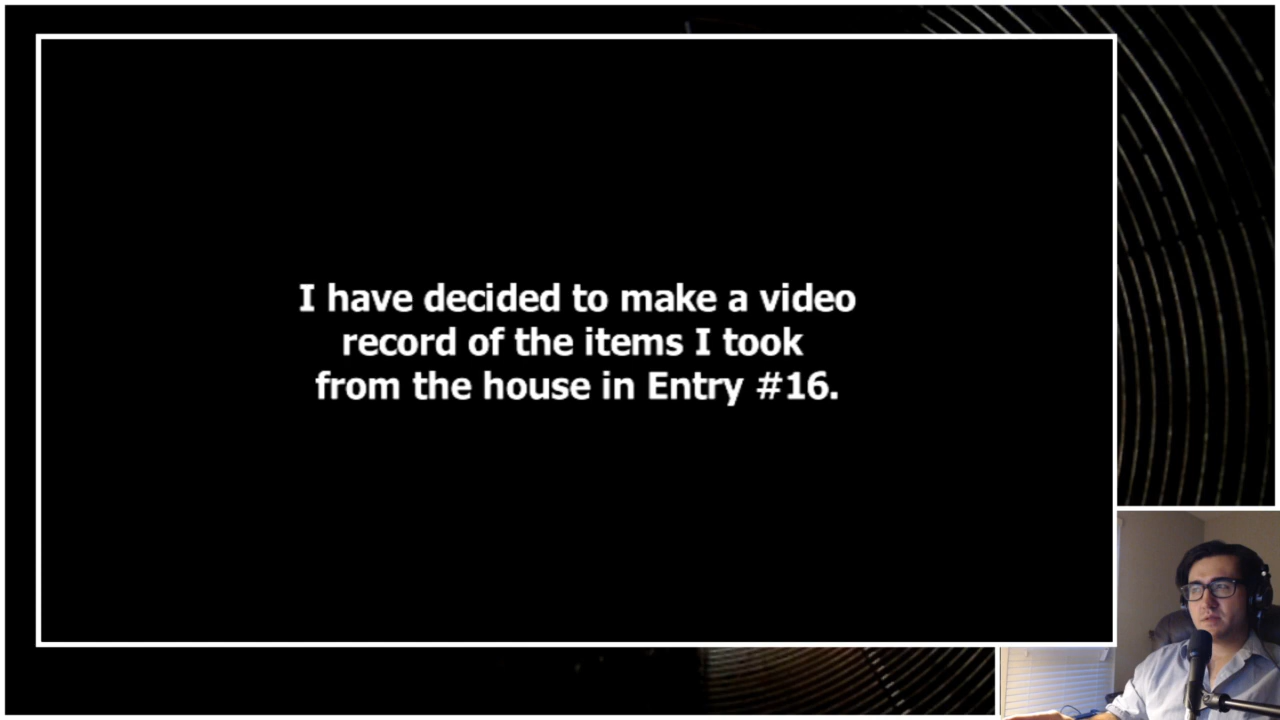 I have decided to make a video
record of the items I took
from the house in Entry #16.